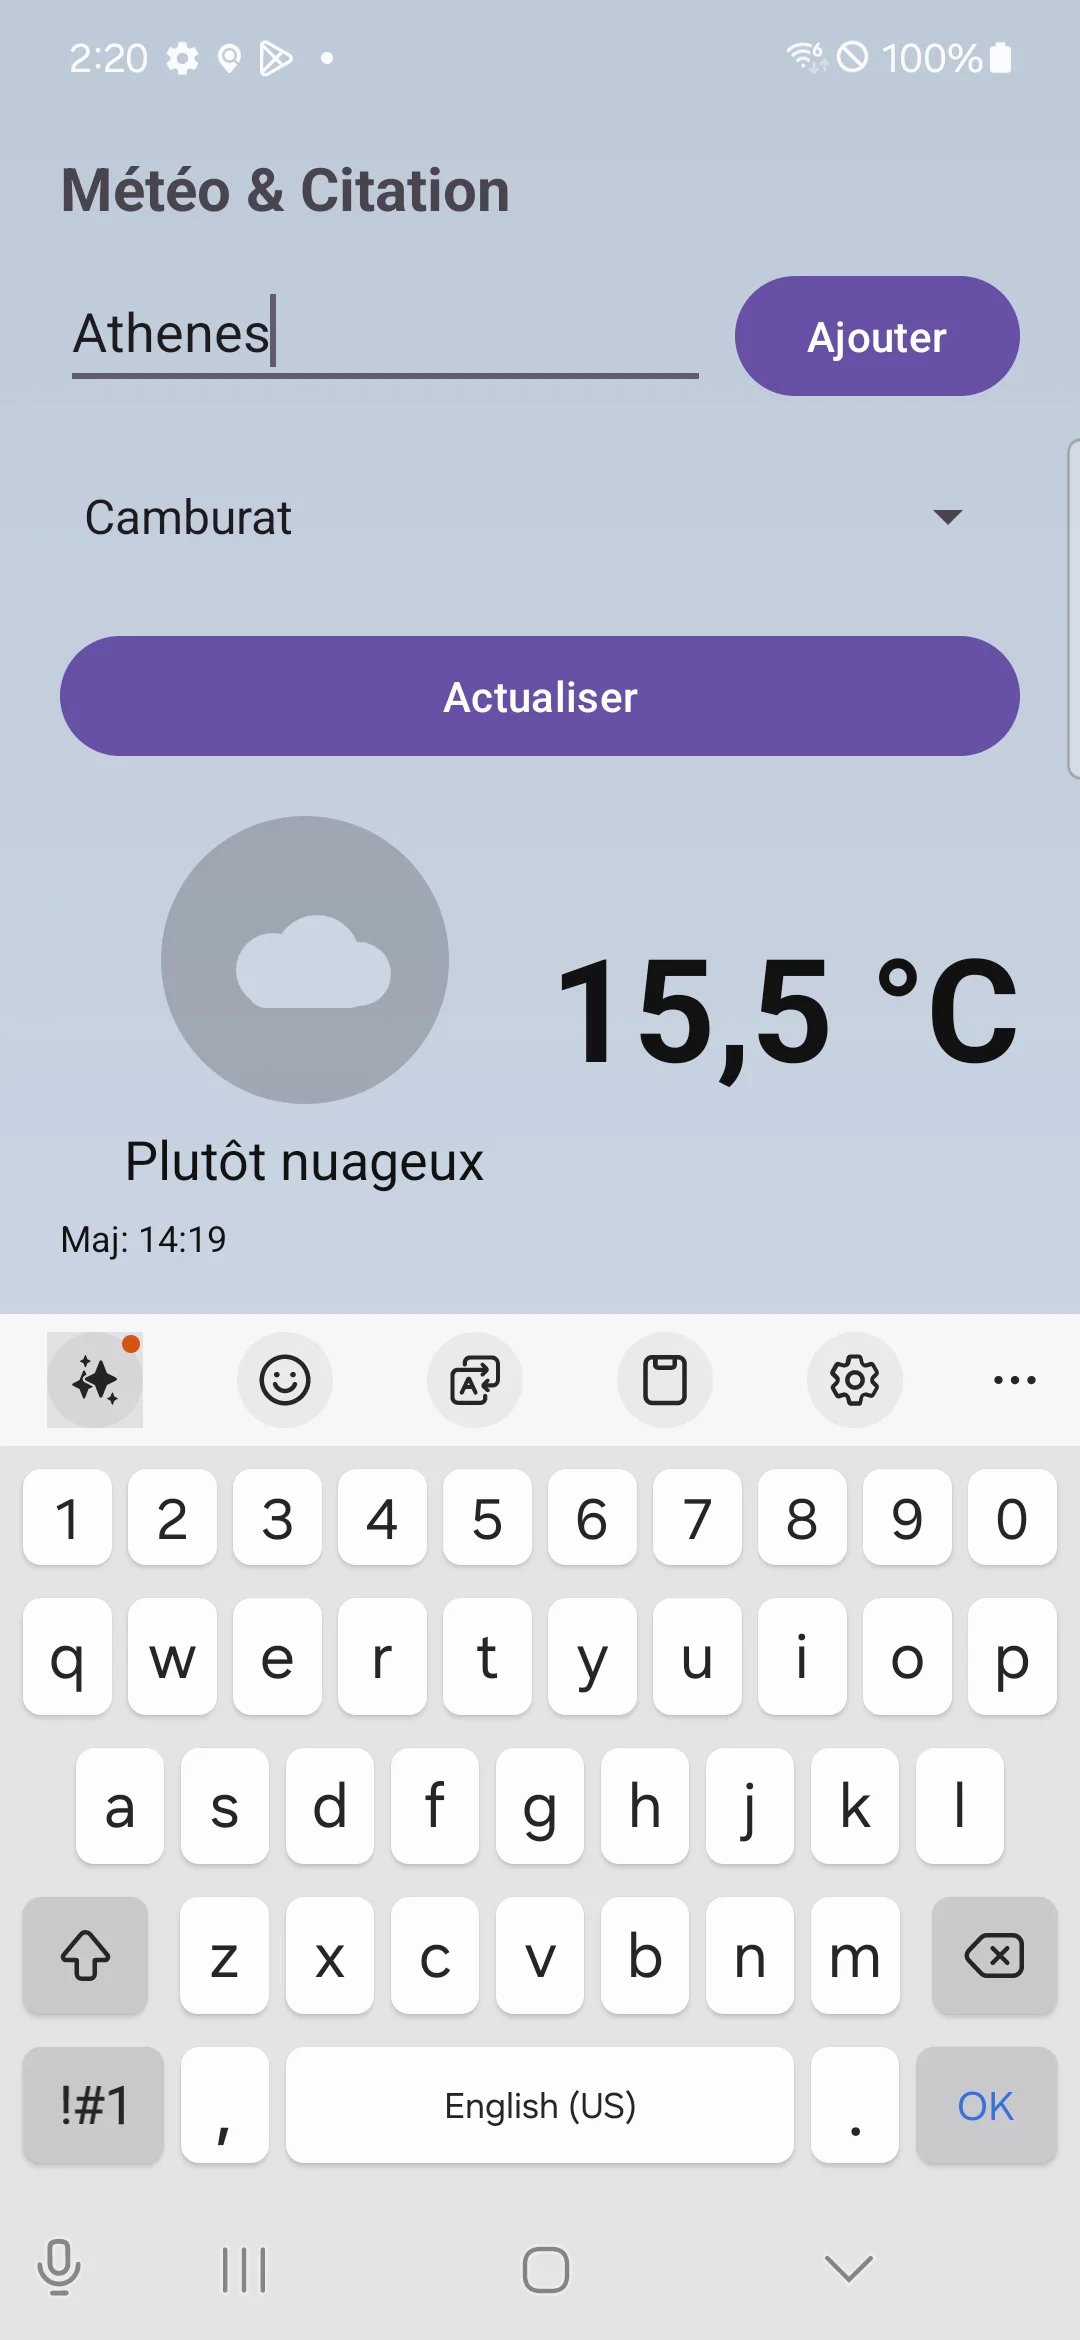 2:20 100%
Météo & Citation
Athenes Ajouter
Camburat
Actualiser
15,5 °C
Plutôt nuageux
Maj: 14:19
1 2 3 4 5 6 7 8 9 0
q w e r t y u i o p
a s d f g h j k l
z x c v b n m
!#1 , English (US) . OK